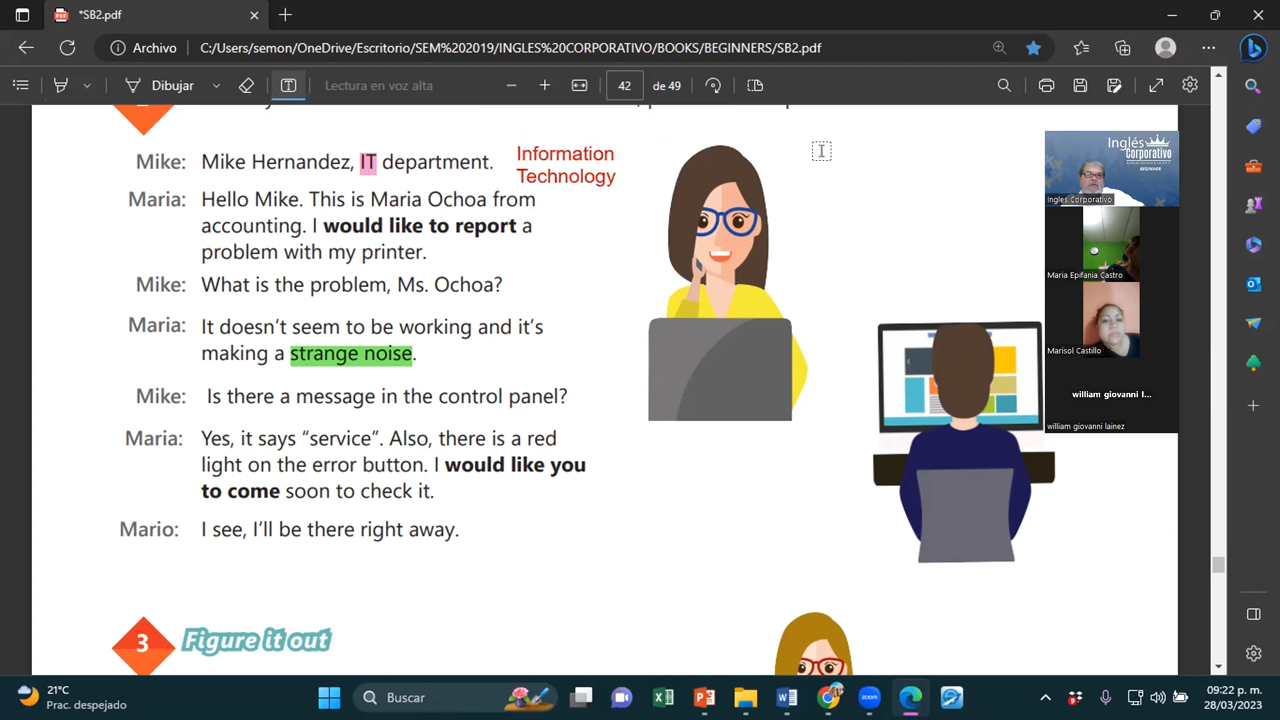 *SB2.pdf
Archivo C:/Users/semon/OneDrive/Escritorio/SEM%202019/INGLES%20CORPORATIVO/BOOKS/BEGINNERS/SB2.pdf
Dibujar Lectura en voz alta 42 de 49
Mike: Mike Hernandez, IT department.
Information
Technology
Maria: Hello Mike. This is Maria Ochoa from
accounting. I would like to report a
problem with my printer.
Mike: What is the problem, Ms. Ochoa?
Maria: It doesn't seem to be working and it's
making a strange noise.
Mike: Is there a message in the control panel?
Maria: Yes, it says “service”. Also, there is a red
light on the error button. I would like you
to come soon to check it.
Mario: I see, I'll be there right away.
3 Figure it out
Inglés
Corporativo
BEGINNER
Ingles Corporativo
Maria Epifania Castro
Marisol Castillo
william giovanni l...
william giovanni lainez
21°C
Prac. despejado
Buscar
zoom
09:22 p. m.
28/03/2023